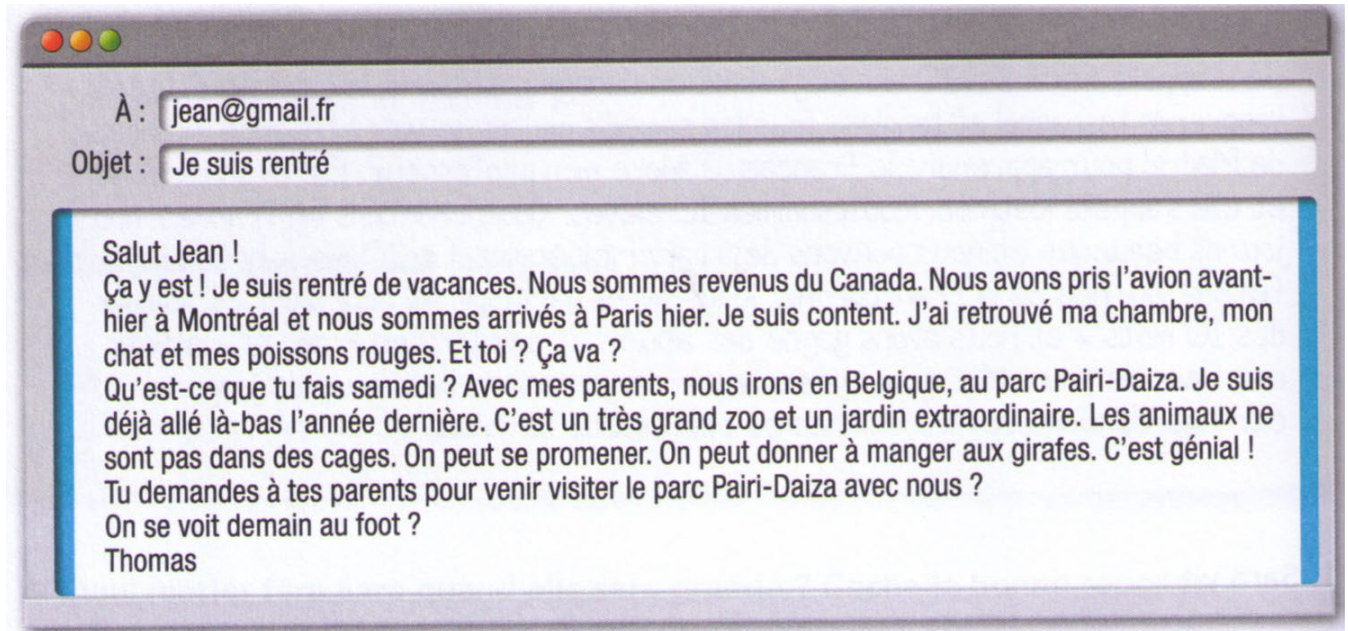 À : jean@gmail.fr
Objet : Je suis rentré
Salut Jean !
Ça y est ! Je suis rentré de vacances. Nous sommes revenus du Canada. Nous avons pris l'avion avant-
hier à Montréal et nous sommes arrivés à Paris hier. Je suis content. J'ai retrouvé ma chambre, mon
chat et mes poissons rouges. Et toi ? Ça va ?
Qu'est-ce que tu fais samedi ? Avec mes parents, nous irons en Belgique, au parc Pairi-Daiza. Je suis
déjà allé là-bas l'année dernière. C'est un très grand zoo et un jardin extraordinaire. Les animaux ne
sont pas dans des cages. On peut se promener. On peut donner à manger aux girafes. C'est génial !
Tu demandes à tes parents pour venir visiter le parc Pairi-Daiza avec nous ?
On se voit demain au foot ?
Thomas